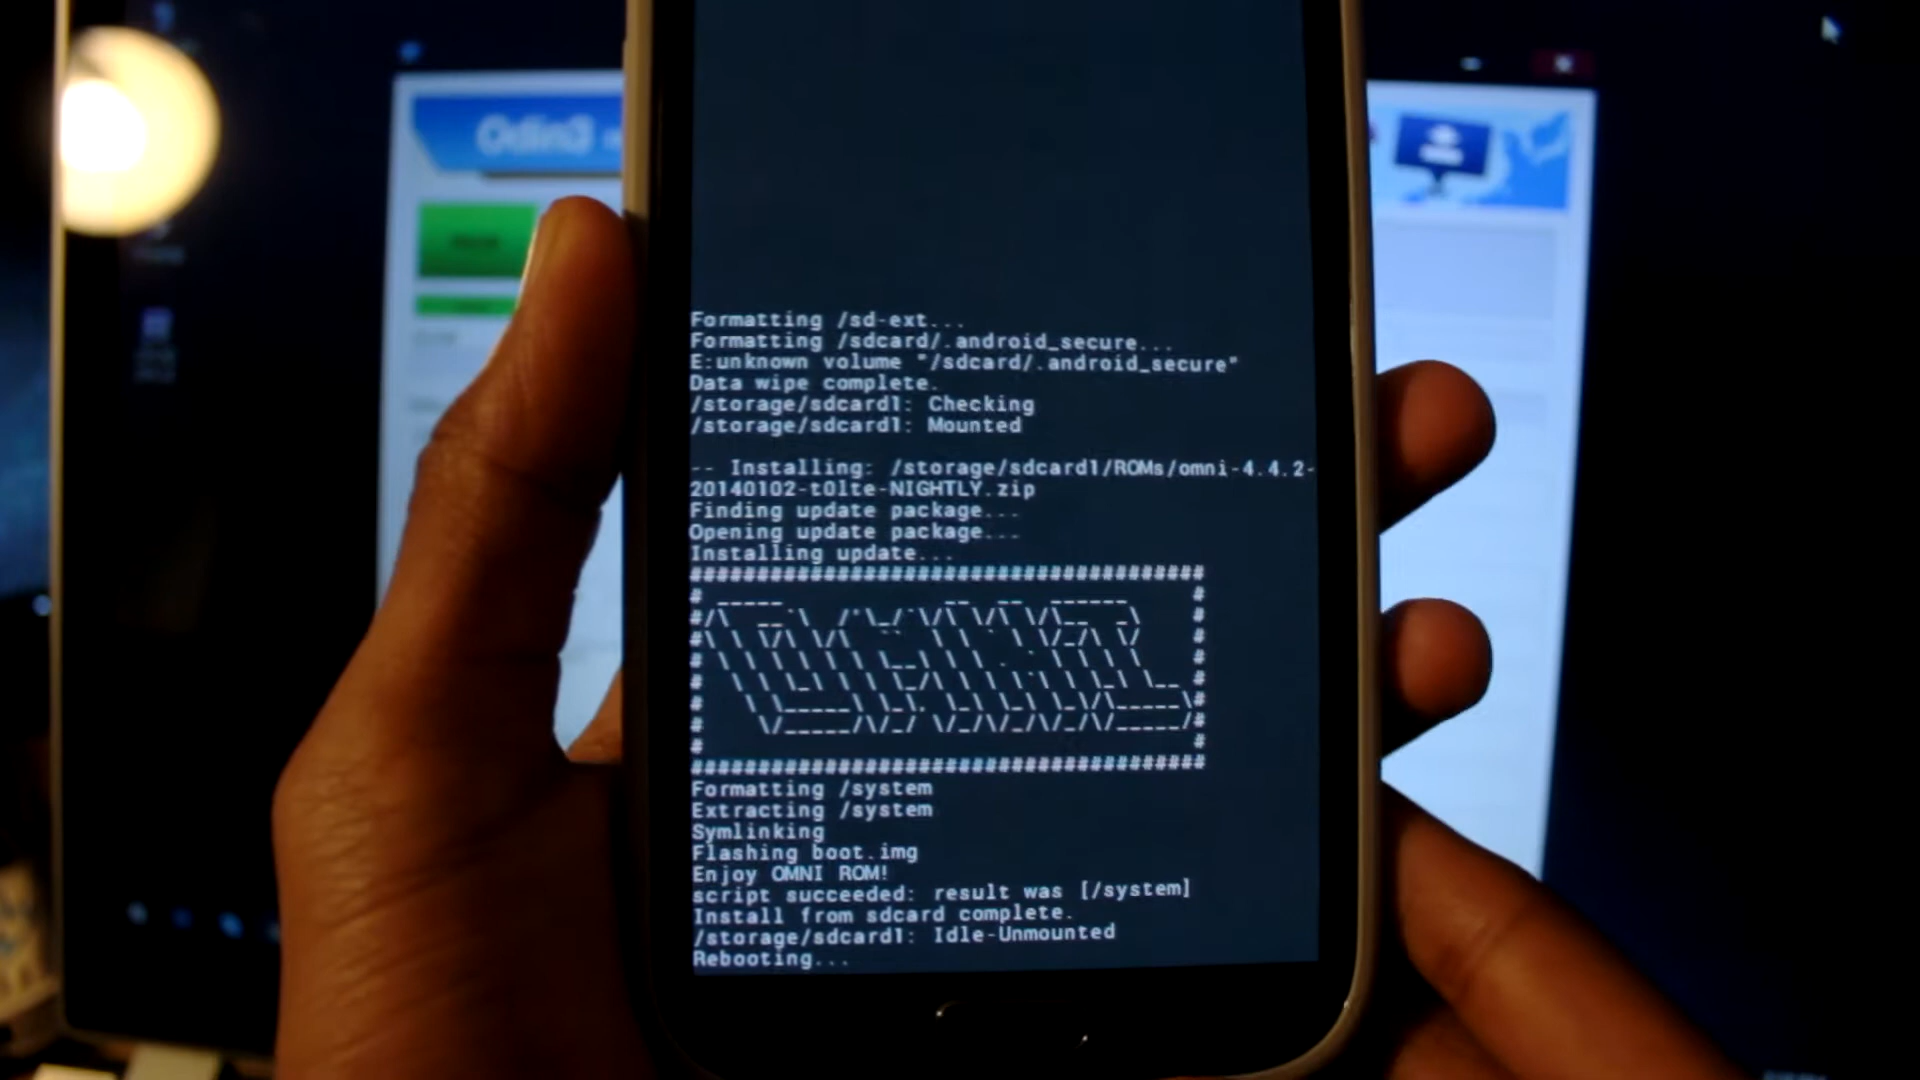 Odin3
Formatting /sd-ext...
Formatting /sdcard/.android_secure...
E:unknown volume "/sdcard/.android_secure"
Data wipe complete.
/storage/sdcard1: Checking
/storage/sdcard1: Mounted
-- Installing: /storage/sdcard1/ROMs/omni-4.4.2-
20140102-t0lte-NIGHTLY.zip
Finding update package...
Opening update package...
Installing update...
Formatting /system
Extracting /system
Symlinking
Flashing boot.img
Enjoy OMNI ROM!
script succeeded: result was [/system]
Install from sdcard complete.
/storage/sdcard1: Idle-Unmounted
Rebooting...